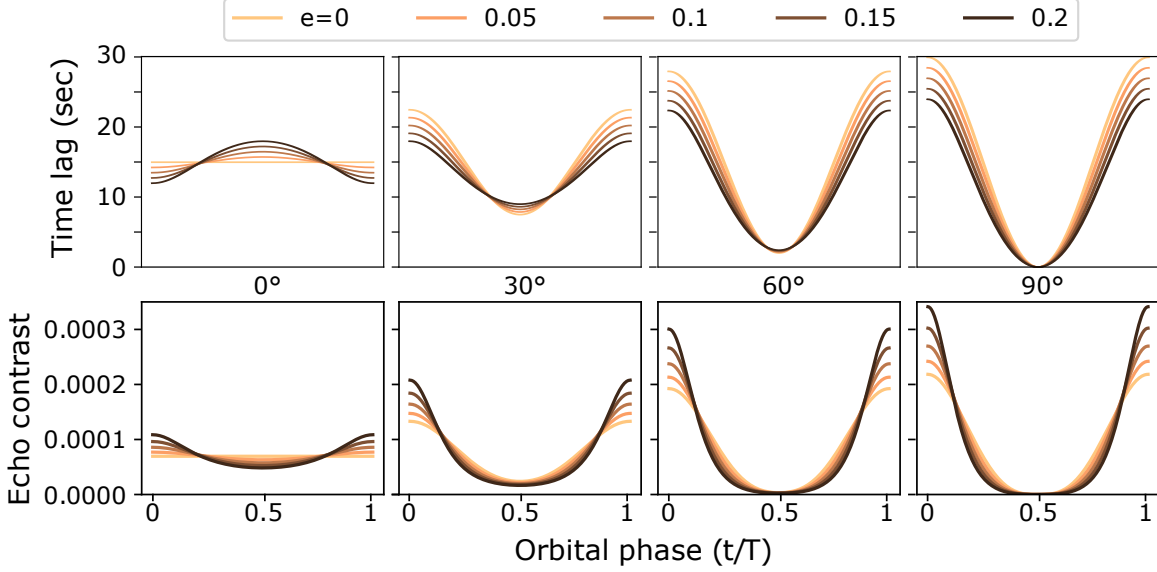 e=0 0.05 0.1 0.15 0.2
Time lag (sec)
30
20
10
0
0° 30° 60° 90°
Echo contrast
0.0003
0.0002
0.0001
0.0000
0 0.5 1 0 0.5 1 0 0.5 1 0 0.5 1
Orbital phase (t/T)